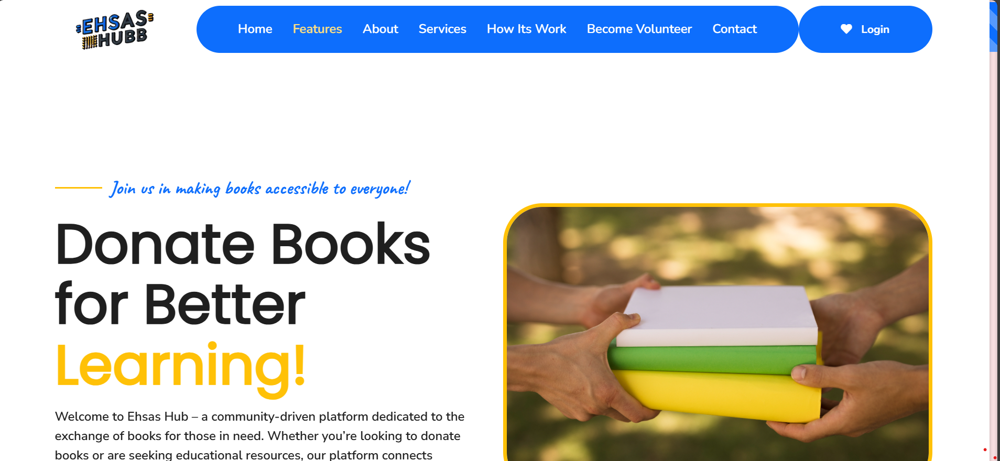 EHSAS
HUBB
Home Features About Services How Its Work Become Volunteer Contact Login
Join us in making books accessible to everyone!
Donate Books
for Better
Learning!
Welcome to Ehsas Hub – a community-driven platform dedicated to the
exchange of books for those in need. Whether you’re looking to donate
books or are seeking educational resources, our platform connects